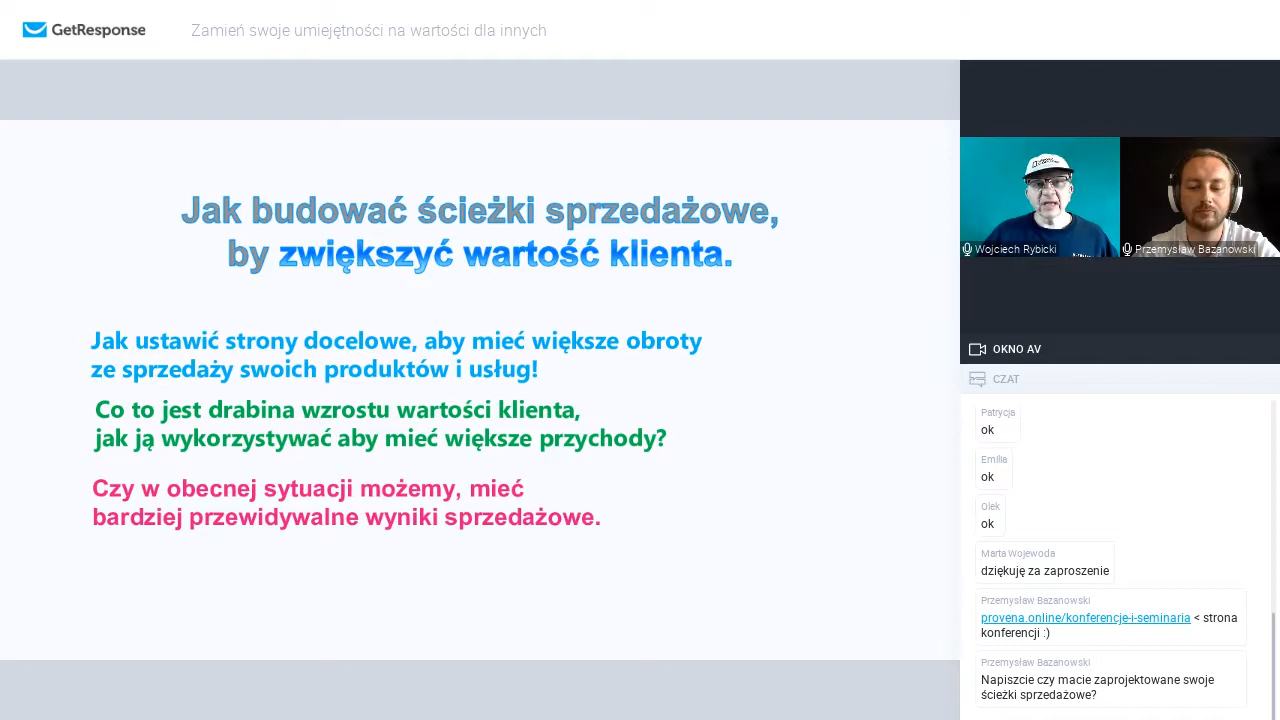 GetResponse
Zamień swoje umiejętności na wartości dla innych
Jak budować ścieżki sprzedażowe,
by zwiększyć wartość klienta.
Jak ustawić strony docelowe, aby mieć większe obroty
ze sprzedaży swoich produktów i usług!
Co to jest drabina wzrostu wartości klienta,
jak ją wykorzystywać aby mieć większe przychody?
Czy w obecnej sytuacji możemy, mieć
bardziej przewidywalne wyniki sprzedażowe.
Wojciech Rybicki
Przemysław Bazanowski
OKNO AV
CZAT
Patrycja
ok
Emilia
ok
Olek
ok
Marta Wojewoda
dziękuję za zaproszenie
Przemysław Bazanowski
provena.online/konferencje-i-seminaria < strona
konferencji :)
Przemysław Bazanowski
Napiszcie czy macie zaprojektowane swoje
ścieżki sprzedażowe?